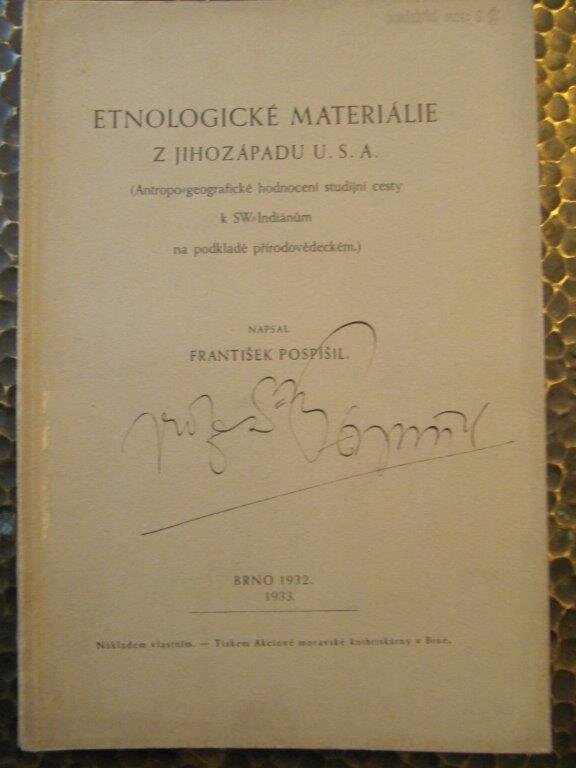 ETNOLOGICKÉ MATERIÁLIE
Z JIHOZÁPADU U. S. A.
(Antropo-geografické hodnocení studijní cesty
k SW-Indiánům
na podkladě přírodovědeckém.)
NAPSAL
FRANTIŠEK POSPÍŠIL.
BRNO 1932.
1933.
Nákladem vlastním. — Tiskem Akciové moravské knihtiskárny v Brně.